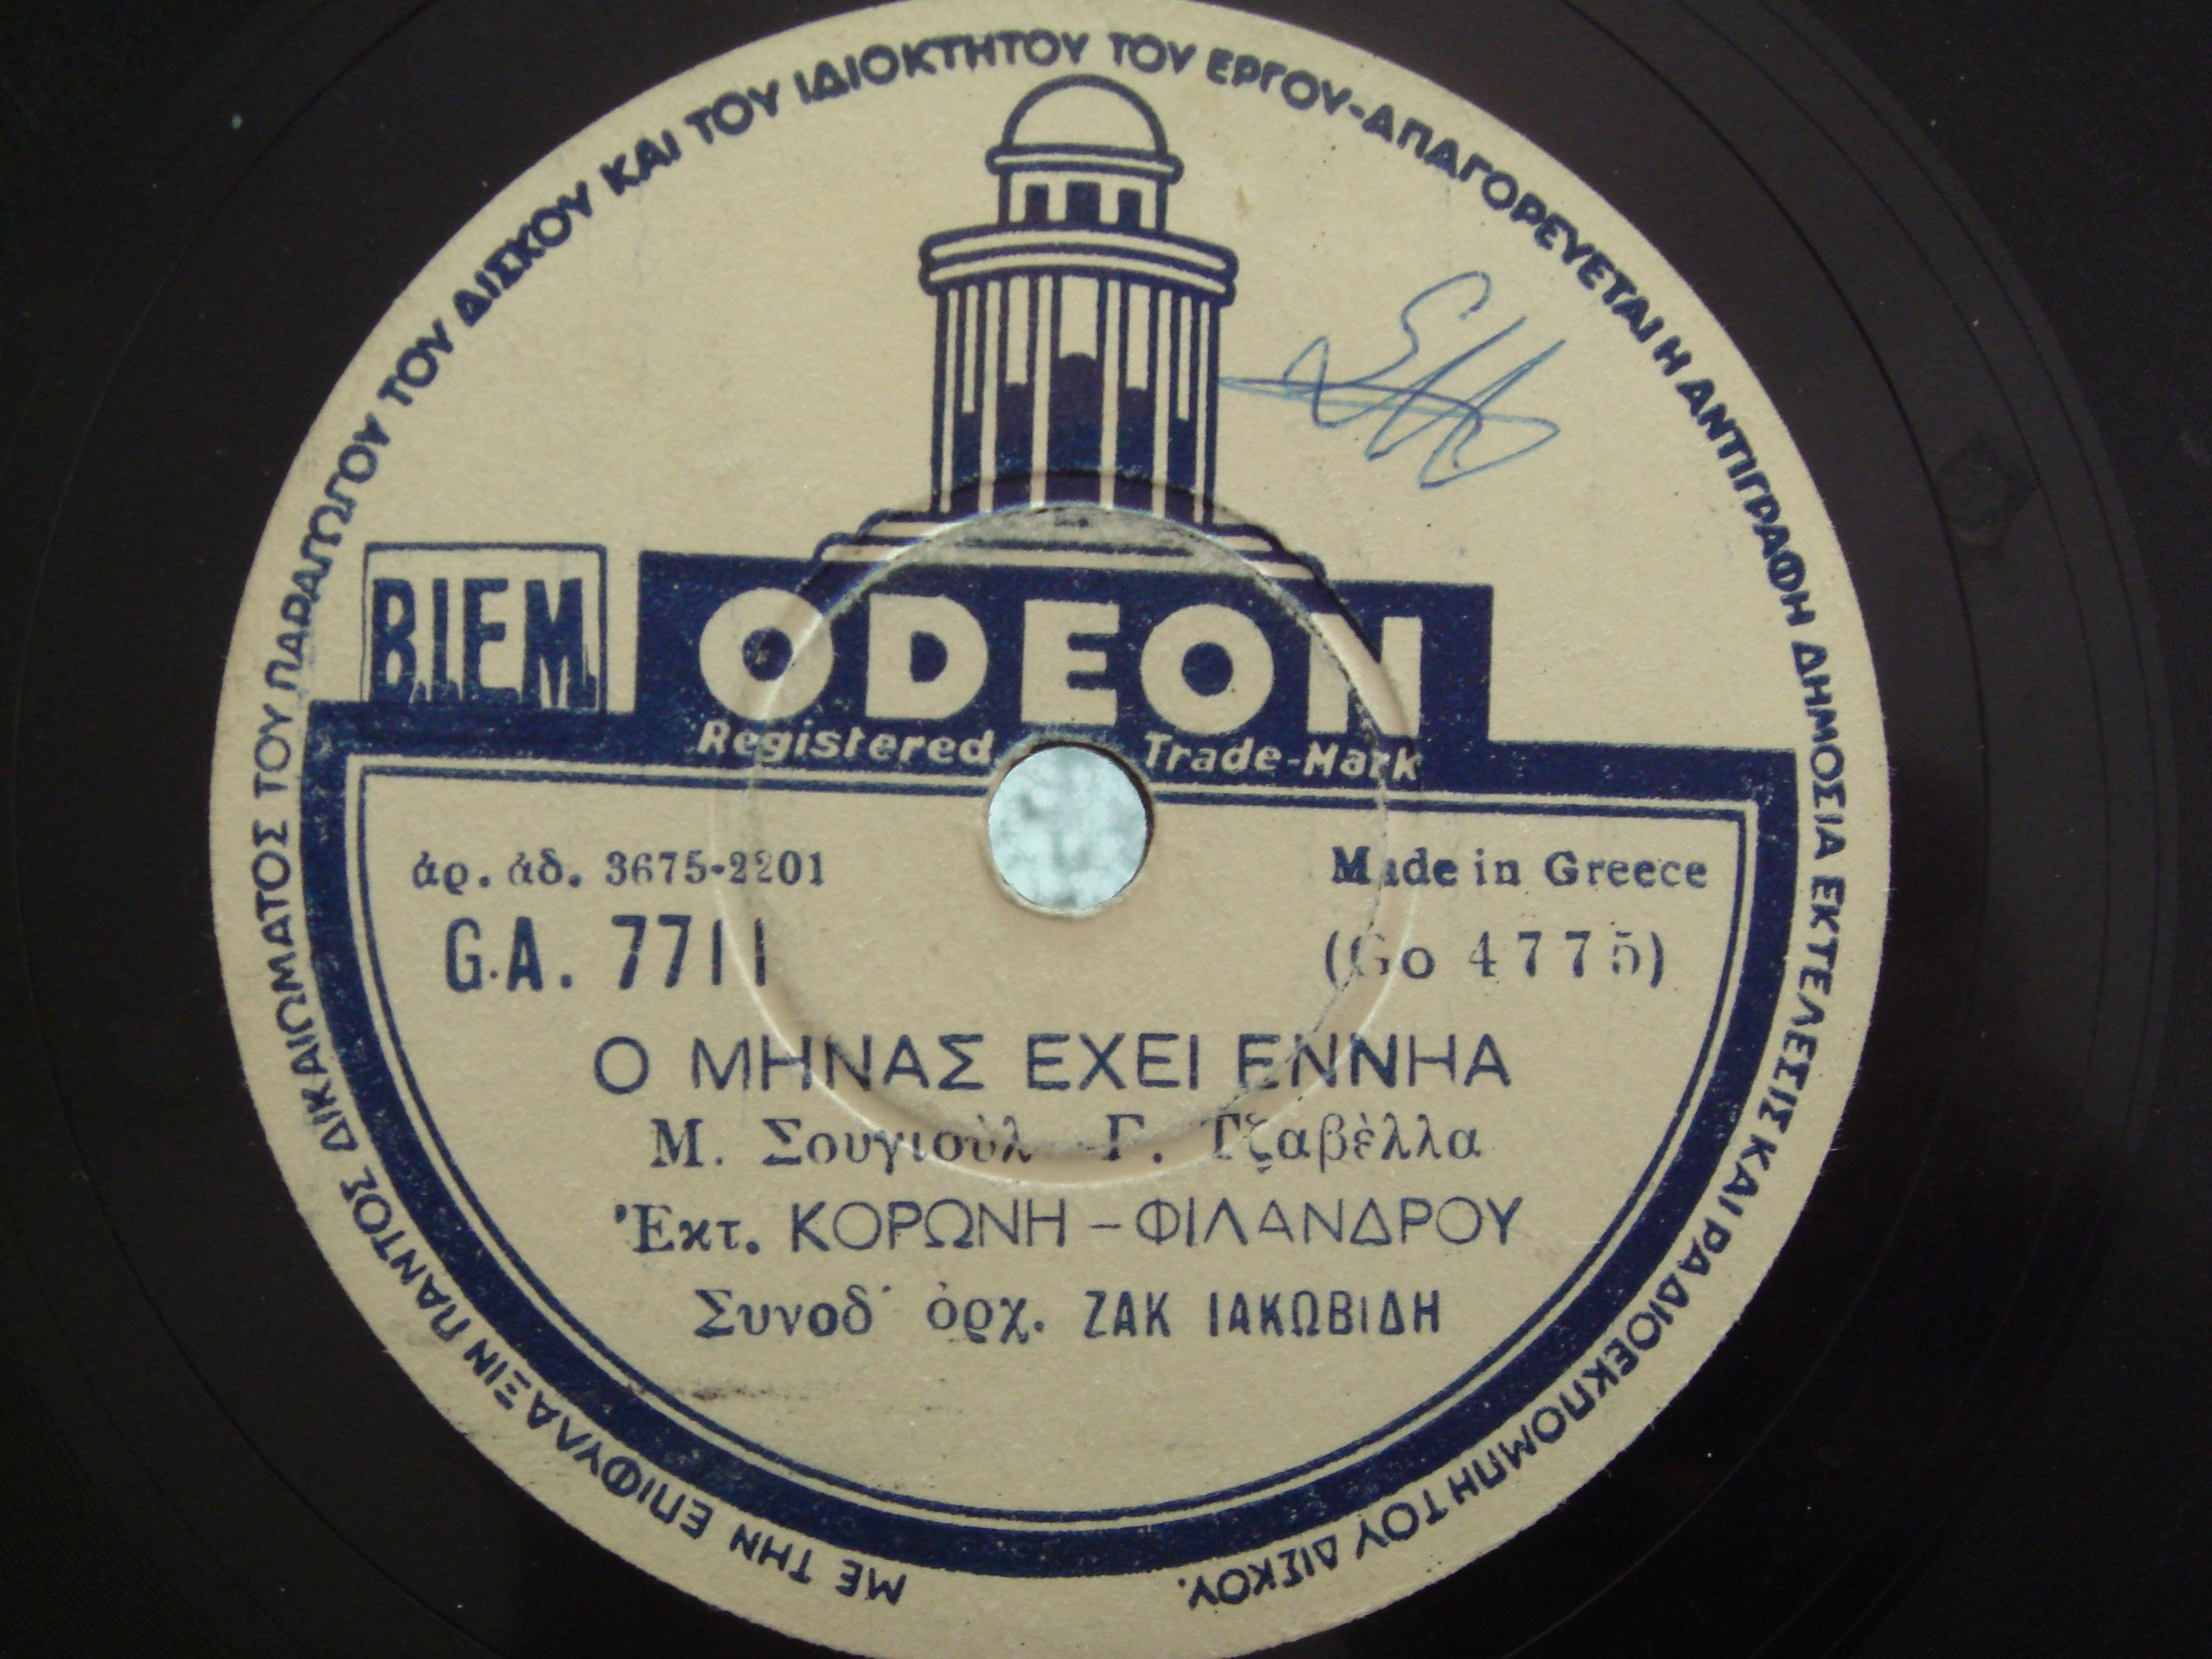 ΜΕ ΤΗΝ ΕΠΙΦΥΛΑΞΙΝ ΠΑΝΤΟΣ ΔΙΚΑΙΩΜΑΤΟΣ ΤΟΥ ΠΑΡΑΓΩΓΟΥ ΤΟΥ ΔΙΣΚΟΥ ΚΑΙ ΤΟΥ ΙΔΙΟΚΤΗΤΟΥ ΤΟΥ ΕΡΓΟΥ-ΑΠΑΓΟΡΕΥΕΤΑΙ Η ΑΝΤΙΓΡΑΦΗ ΔΗΜΟΣΙΑ ΕΚΤΕΛΕΣΙΣ ΚΑΙ ΡΑΔΙΟΕΚΠΟΜΠΗ ΤΟΥ ΔΙΣΚΟΥ.
B.I.E.M.
ODEON
Registered Trade-Mark
ἀρ. ἀδ. 3675-2201 Made in Greece
G.A. 7711 (Go 4775)
Ο ΜΗΝΑΣ ΕΧΕΙ ΕΝΝΗΑ
Μ. Σουγιοὺλ - Γ. Τζαβὲλλα
Ἐκτ. ΚΟΡΩΝΗ - ΦΙΛΑΝΔΡΟΥ
Συνοδ' ὀρχ. ΖΑΚ ΙΑΚΩΒΙΔΗ